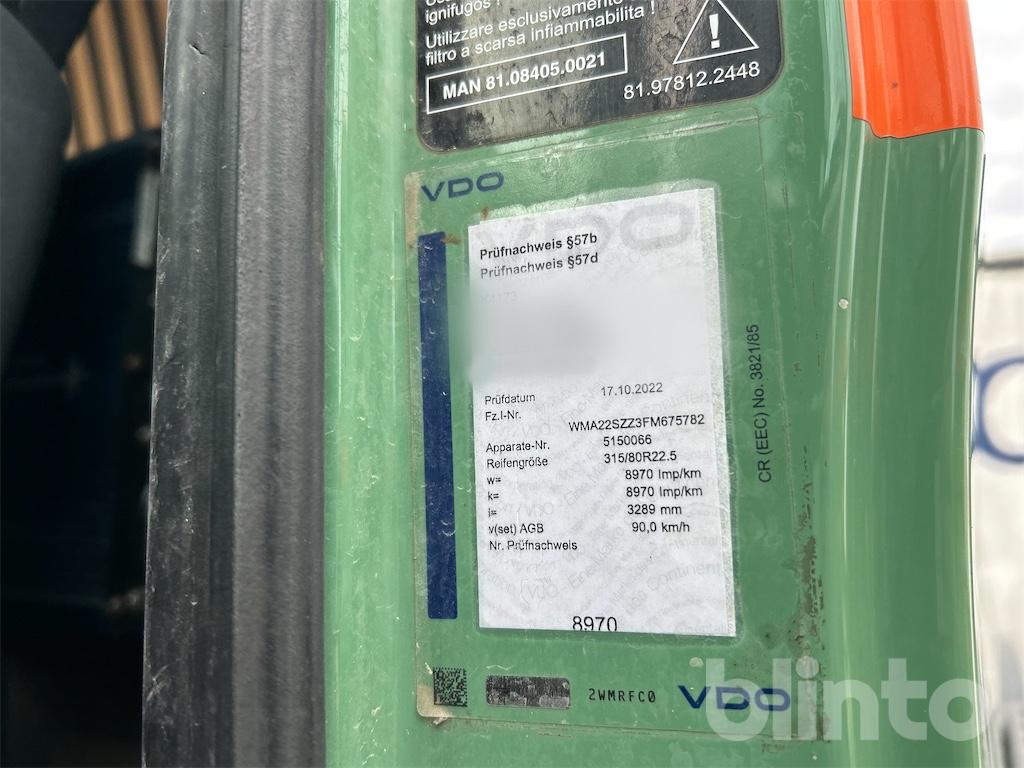 ignifugos !
Utilizzare esclusivamente
filtro a scarsa infiammabilita !
MAN 81.08405.0021
81.97812.2448
VDO
Prüfnachweis §57b
Prüfnachweis §57d
Prüfdatum 17.10.2022
Fz.I-Nr.
WMA22SZZ3FM675782
Apparate-Nr. 5150066
Reifengröße 315/80R22.5
w= 8970 Imp/km
k= 8970 Imp/km
l= 3289 mm
v(set) AGB 90,0 km/h
Nr. Prüfnachweis
8970
CR (EEC) No. 3821/85
2WMRFC0 VDO
blinto